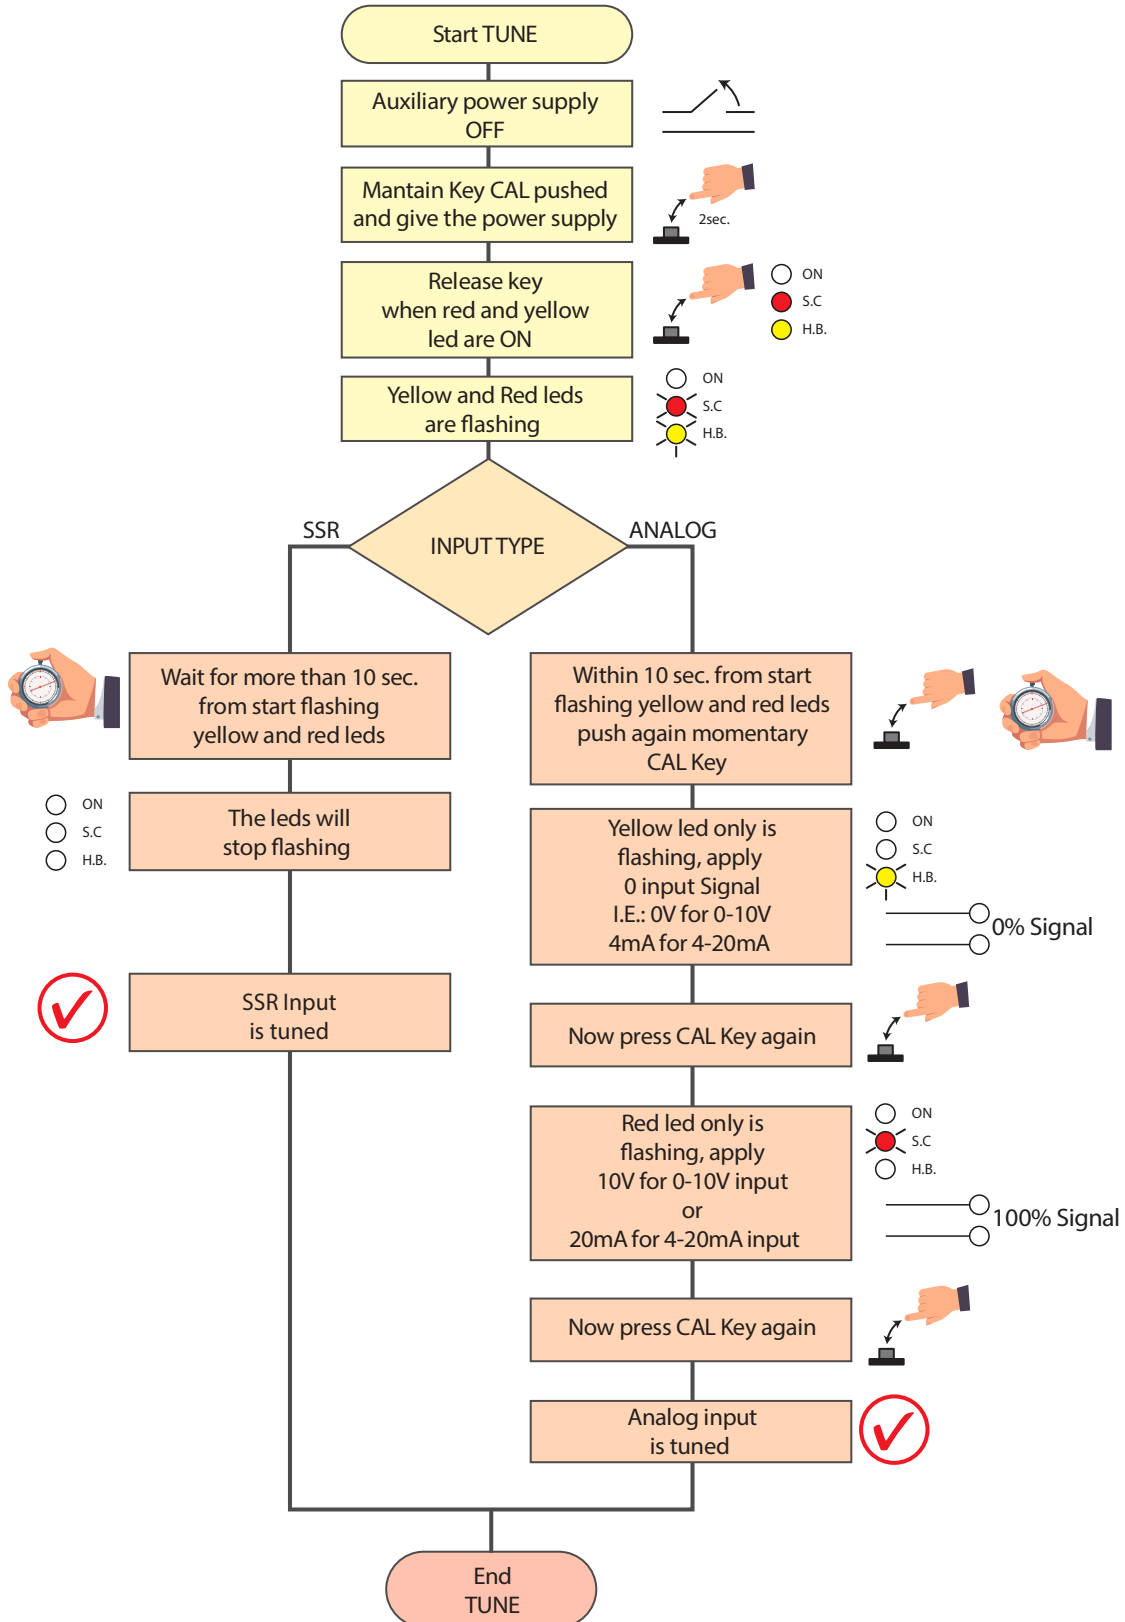 Start TUNE
Auxiliary power supply
OFF
Mantain Key CAL pushed
and give the power supply
2sec.
Release key
when red and yellow
led are ON
ON
S.C
H.B.
Yellow and Red leds
are flashing
ON
S.C
H.B.
SSR
INPUT TYPE
ANALOG
Wait for more than 10 sec.
from start flashing
yellow and red leds
ON
S.C
H.B.
The leds will
stop flashing
SSR Input
is tuned
Within 10 sec. from start
flashing yellow and red leds
push again momentary
CAL Key
Yellow led only is
flashing, apply
0 input Signal
I.E.: 0V for 0-10V
4mA for 4-20mA
ON
S.C
H.B.
0% Signal
Now press CAL Key again
Red led only is
flashing, apply
10V for 0-10V input
or
20mA for 4-20mA input
ON
S.C
H.B.
100% Signal
Now press CAL Key again
Analog input
is tuned
End
TUNE